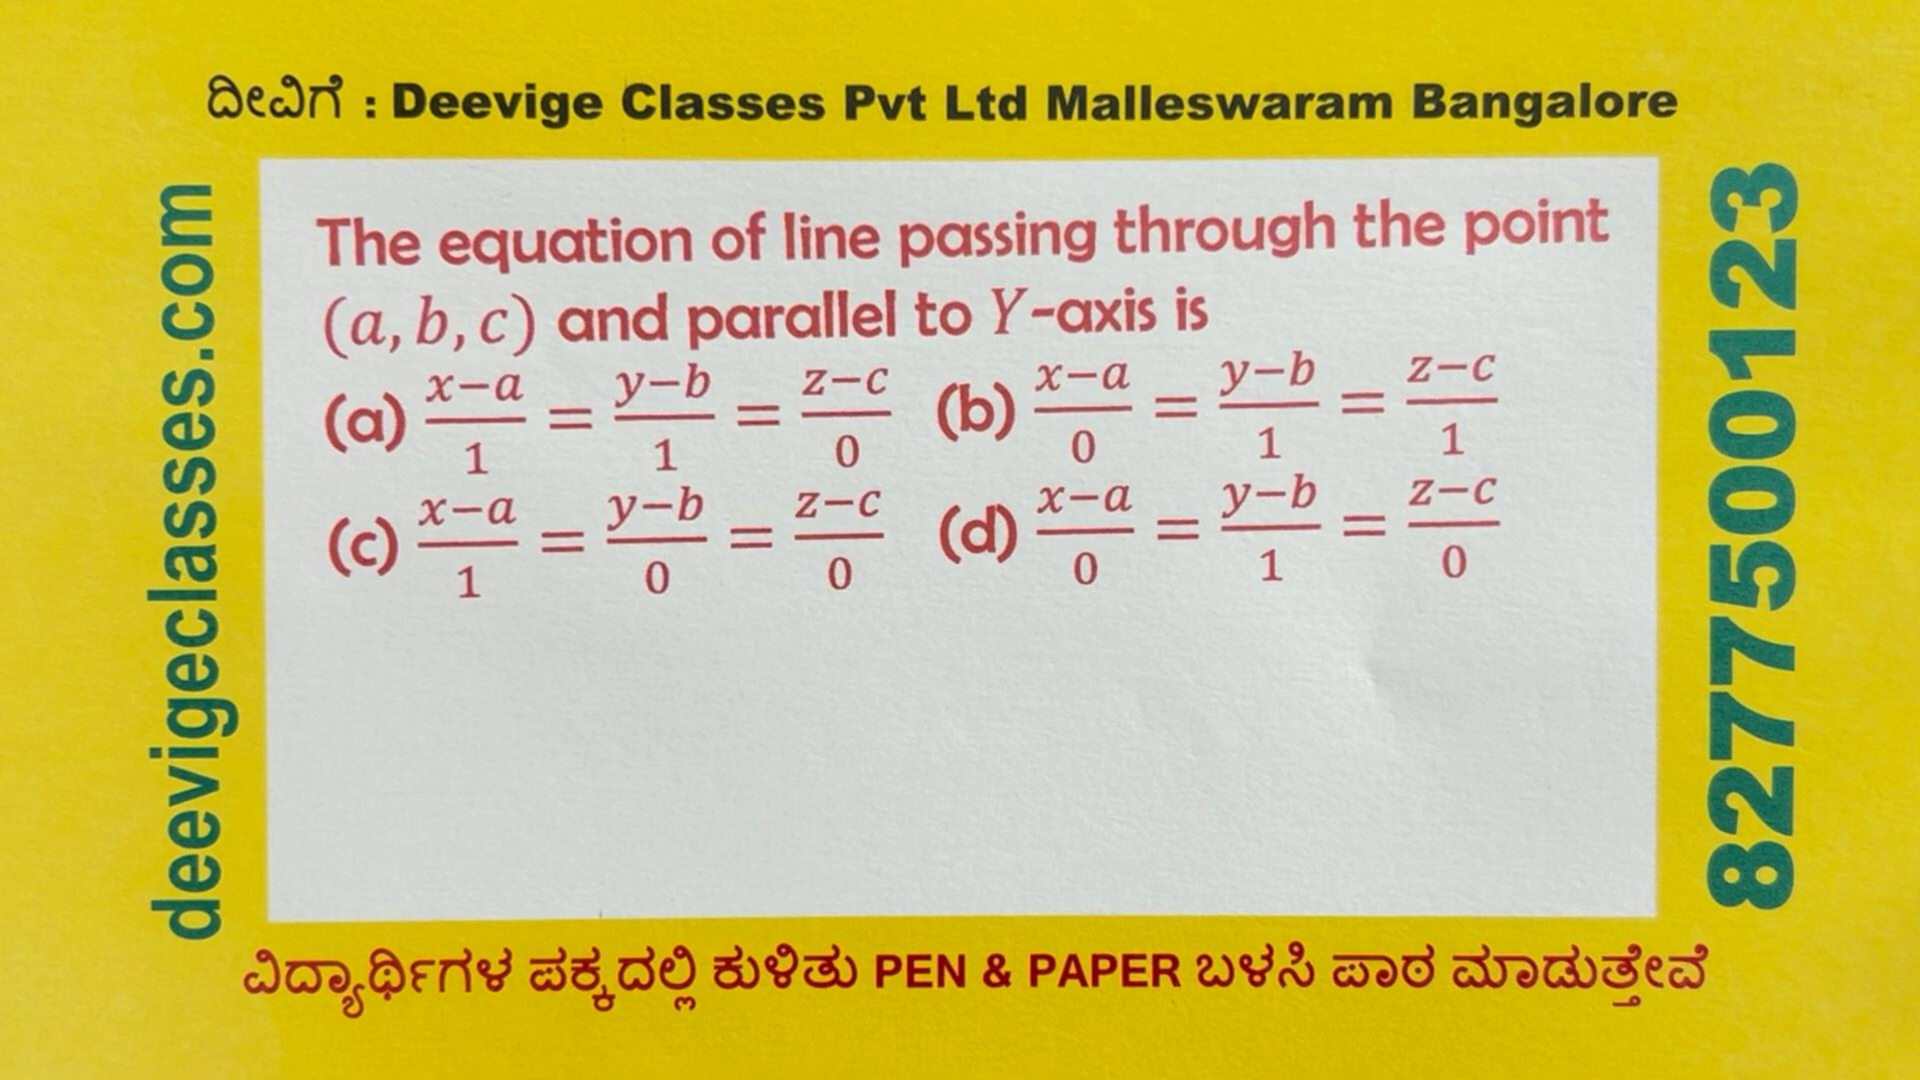 ದೀವಿಗೆ : Deevige Classes Pvt Ltd Malleswaram Bangalore
deevigeclasses.com
The equation of line passing through the point
(a, b, c) and parallel to Y-axis is
(a) x−a/1 = y−b/1 = z−c/0 (b) x−a/0 = y−b/1 = z−c/1
(c) x−a/1 = y−b/0 = z−c/0 (d) x−a/0 = y−b/1 = z−c/0
8277500123
ವಿದ್ಯಾರ್ಥಿಗಳ ಪಕ್ಕದಲ್ಲಿ ಕುಳಿತು PEN & PAPER ಬಳಸಿ ಪಾಠ ಮಾಡುತ್ತೇವೆ